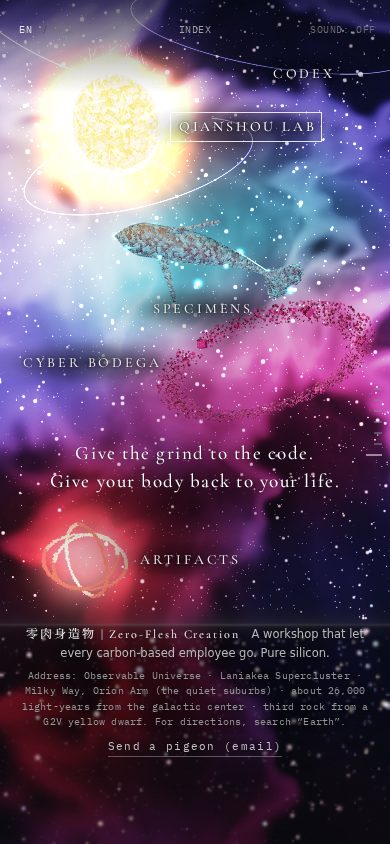 EN
INDEX
SOUND: OFF
CODEX
QIANSHOU LAB
SPECIMENS
CYBER BODEGA
Give the grind to the code.
Give your body back to your life.
ARTIFACTS
零肉身造物 | Zero-Flesh Creation A workshop that let
every carbon-based employee go. Pure silicon.
Address: Observable Universe · Laniakea Supercluster ·
Milky Way, Orion Arm (the quiet suburbs) · about 26,000
light-years from the galactic center · third rock from a
G2V yellow dwarf. For directions, search “Earth”.
Send a pigeon (email)